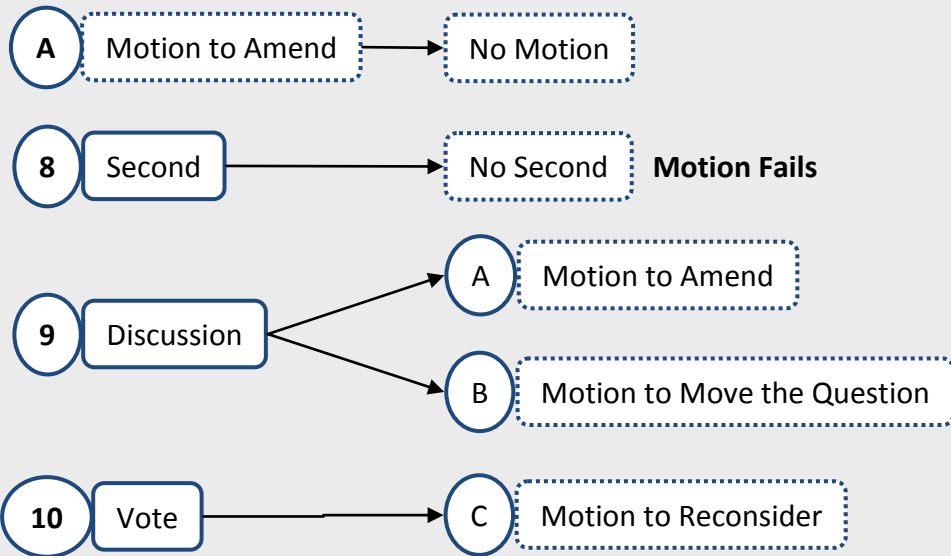 A Motion to Amend No Motion
8 Second No Second Motion Fails
A Motion to Amend
9 Discussion
B Motion to Move the Question
10 Vote C Motion to Reconsider